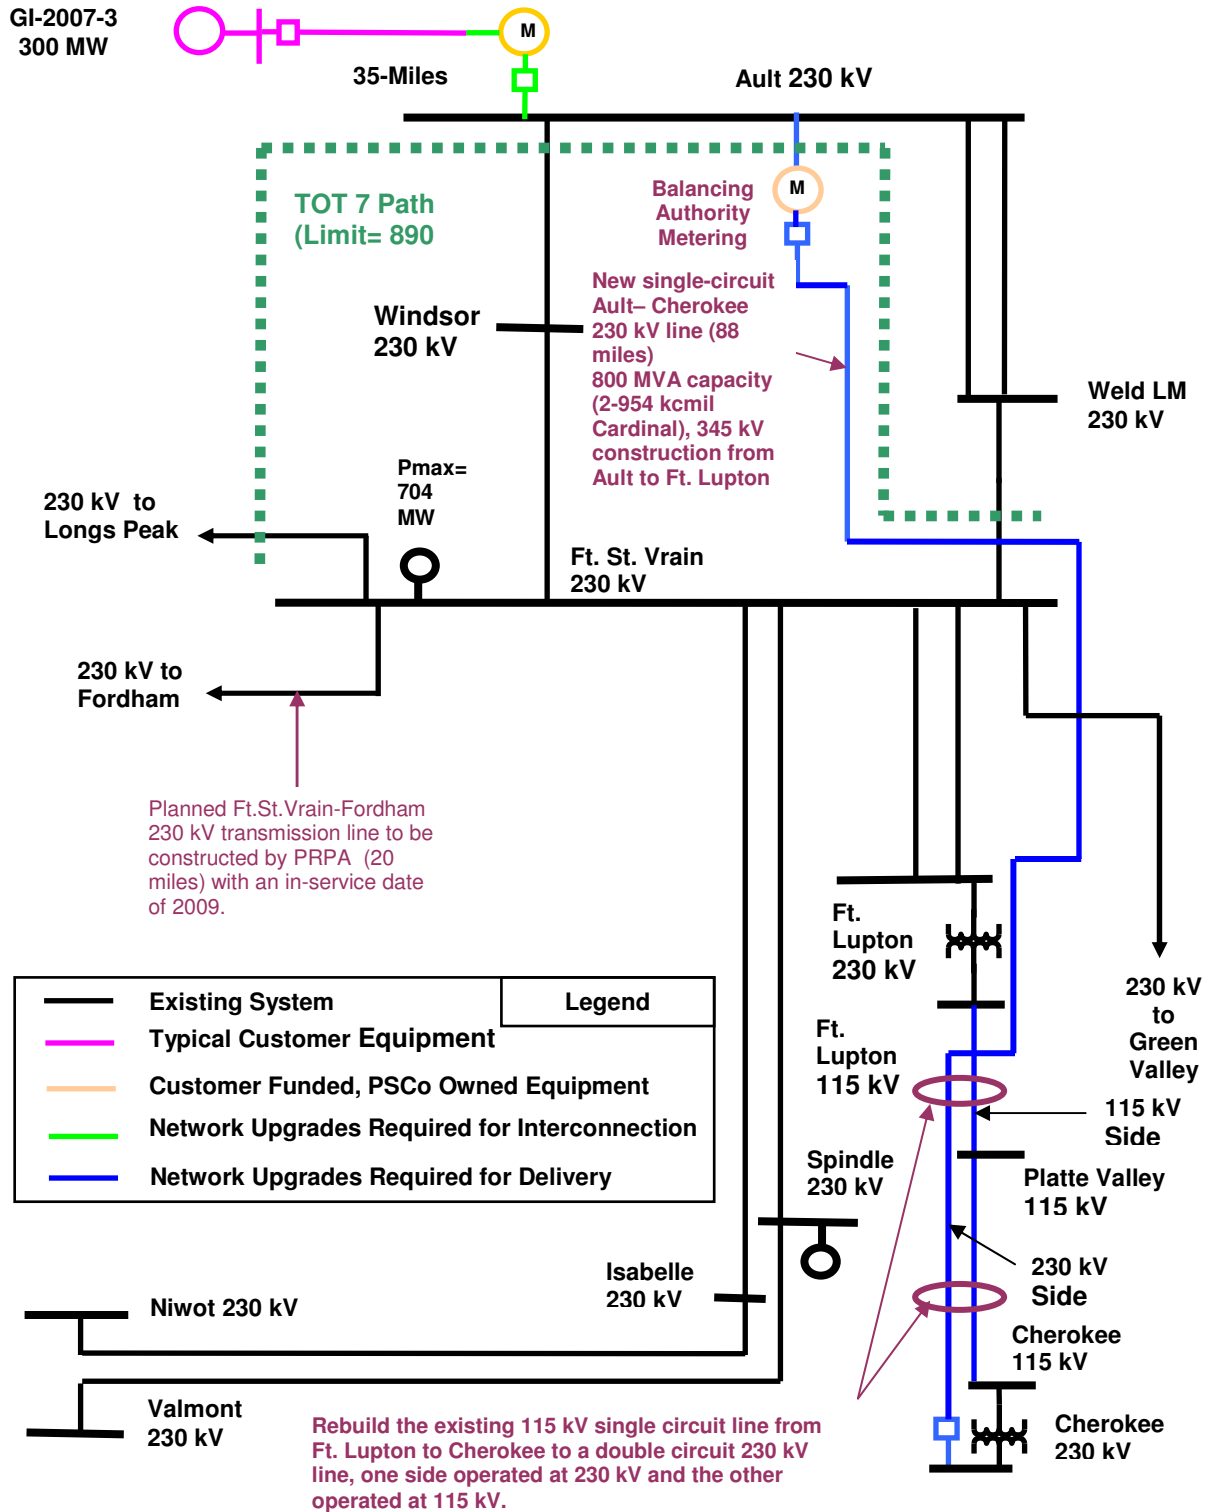 GI-2007-3
300 MW
M
35-Miles
Ault 230 kV
TOT 7 Path
(Limit= 890
M
Balancing
Authority
Metering
New single-circuit
Ault– Cherokee
230 kV line (88
miles)
800 MVA capacity
(2-954 kcmil
Cardinal), 345 kV
construction from
Ault to Ft. Lupton
Windsor
230 kV
Weld LM
230 kV
Pmax=
704
MW
230 kV to
Longs Peak
Ft. St. Vrain
230 kV
230 kV to
Fordham
Planned Ft.St.Vrain-Fordham
230 kV transmission line to be
constructed by PRPA (20
miles) with an in-service date
of 2009.
Ft.
Lupton
230 kV
230 kV
to
Green
Valley
Legend
Existing System
Typical Customer Equipment
Customer Funded, PSCo Owned Equipment
Network Upgrades Required for Interconnection
Network Upgrades Required for Delivery
Ft.
Lupton
115 kV
115 kV
Side
Spindle
230 kV
Platte Valley
115 kV
230 kV
Side
Isabelle
230 kV
Niwot 230 kV
Cherokee
115 kV
Valmont
230 kV
Cherokee
230 kV
Rebuild the existing 115 kV single circuit line from
Ft. Lupton to Cherokee to a double circuit 230 kV
line, one side operated at 230 kV and the other
operated at 115 kV.